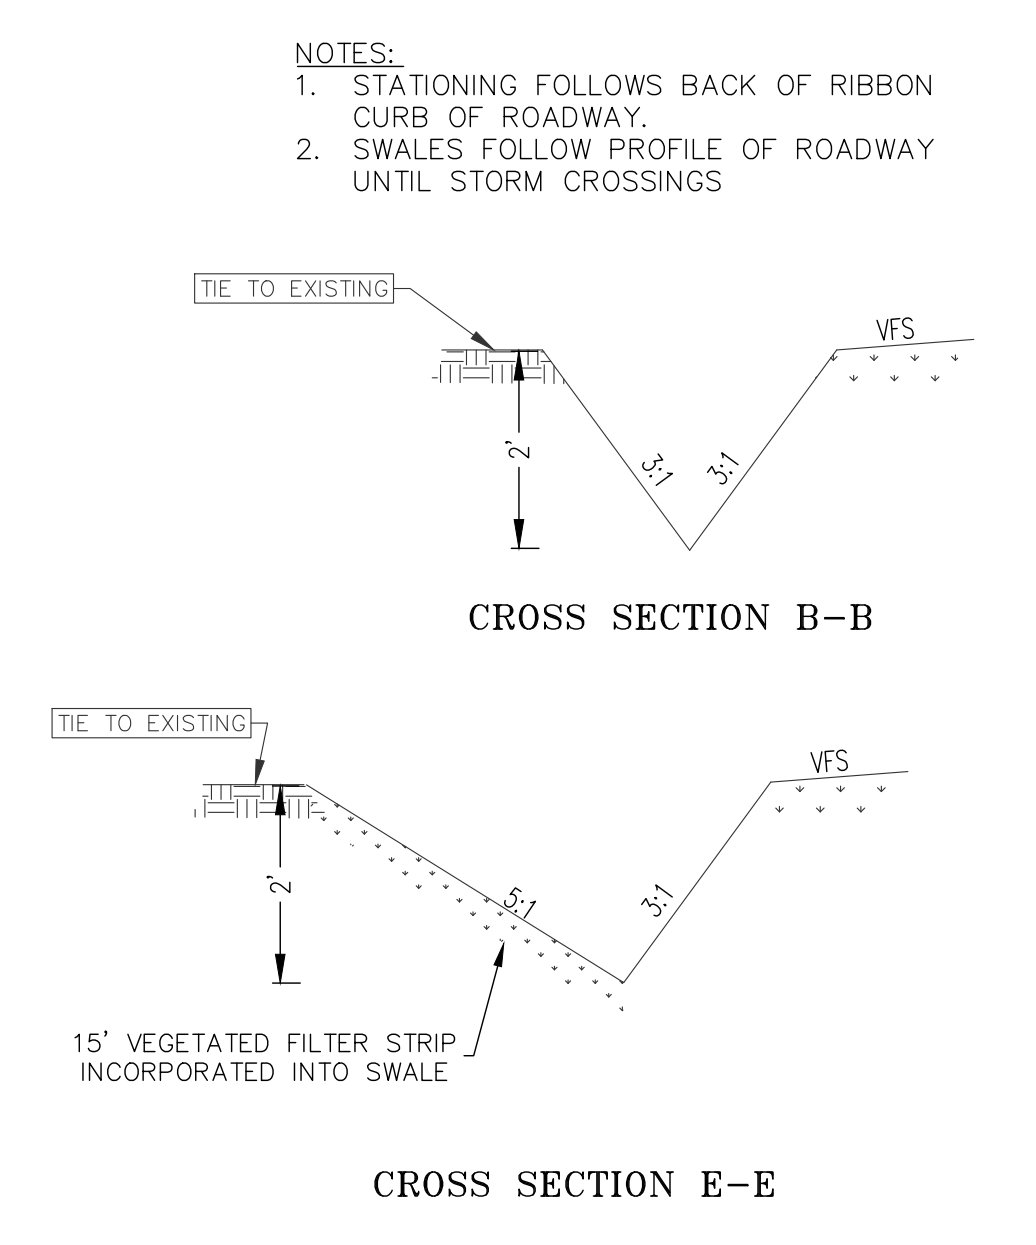 NOTES:
1. STATIONING FOLLOWS BACK OF RIBBON
CURB OF ROADWAY.
2. SWALES FOLLOW PROFILE OF ROADWAY
UNTIL STORM CROSSINGS
TIE TO EXISTING
VFS
2'
3:1
3:1
CROSS SECTION B-B
TIE TO EXISTING
VFS
2'
5:1
3:1
15' VEGETATED FILTER STRIP
INCORPORATED INTO SWALE
CROSS SECTION E-E